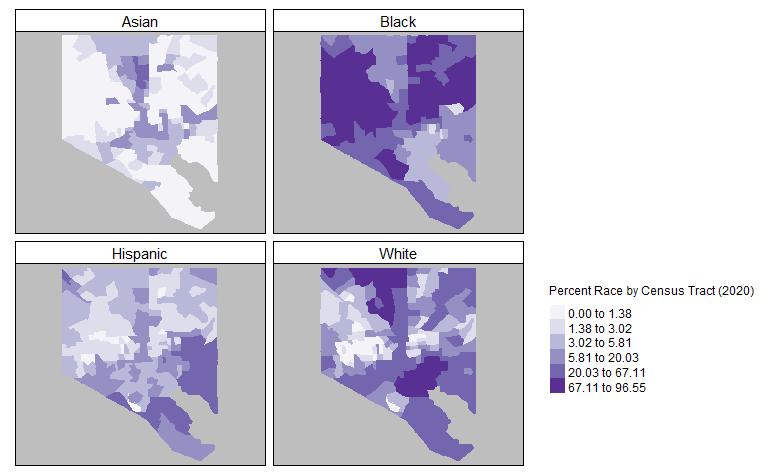 Asian
Black
Hispanic
White
Percent Race by Census Tract (2020)
0.00 to 1.38
1.38 to 3.02
3.02 to 5.81
5.81 to 20.03
20.03 to 67.11
67.11 to 96.55